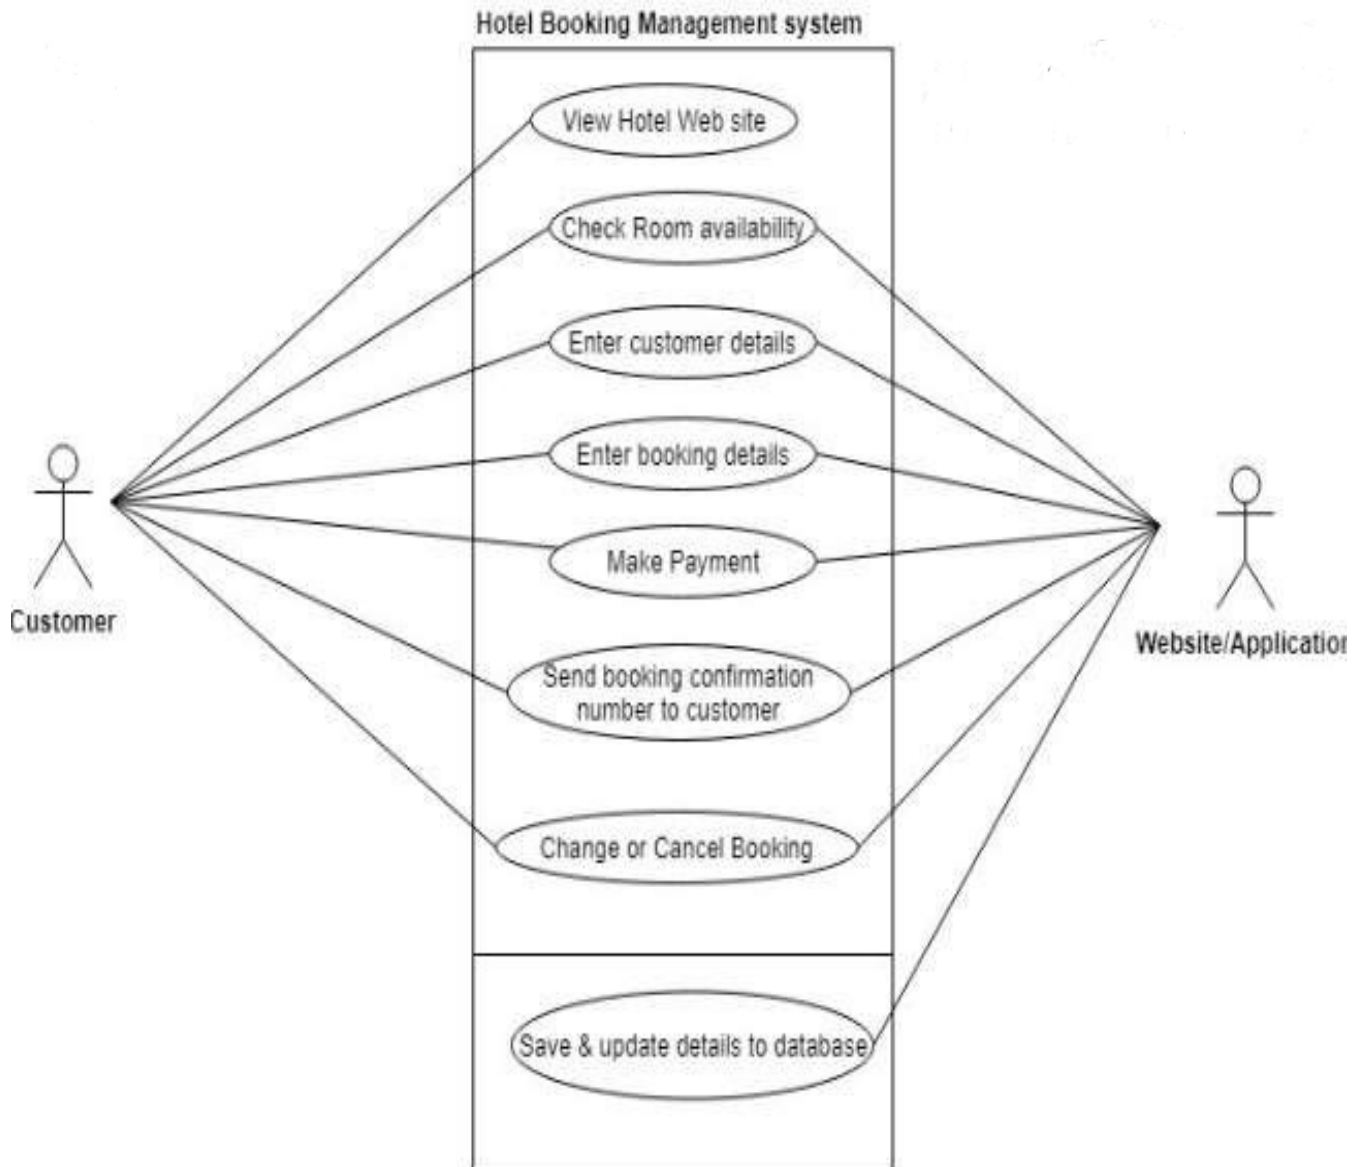 Hotel Booking Management system
View Hotel Web site
Check Room availability
Enter customer details
Enter booking details
Make Payment
Customer
Website/Application
Send booking confirmation
number to customer
Change or Cancel Booking
Save & update details to database